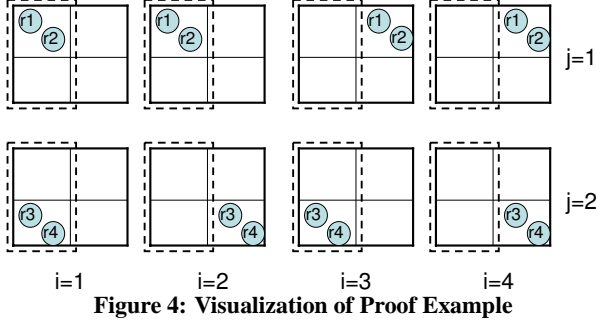 r1 r1 r1 r1
r2 r2 r2 r2
j=1
r3 r3 r3 r3
r4 r4 r4 r4
j=2
i=1 i=2 i=3 i=4
Figure 4: Visualization of Proof Example